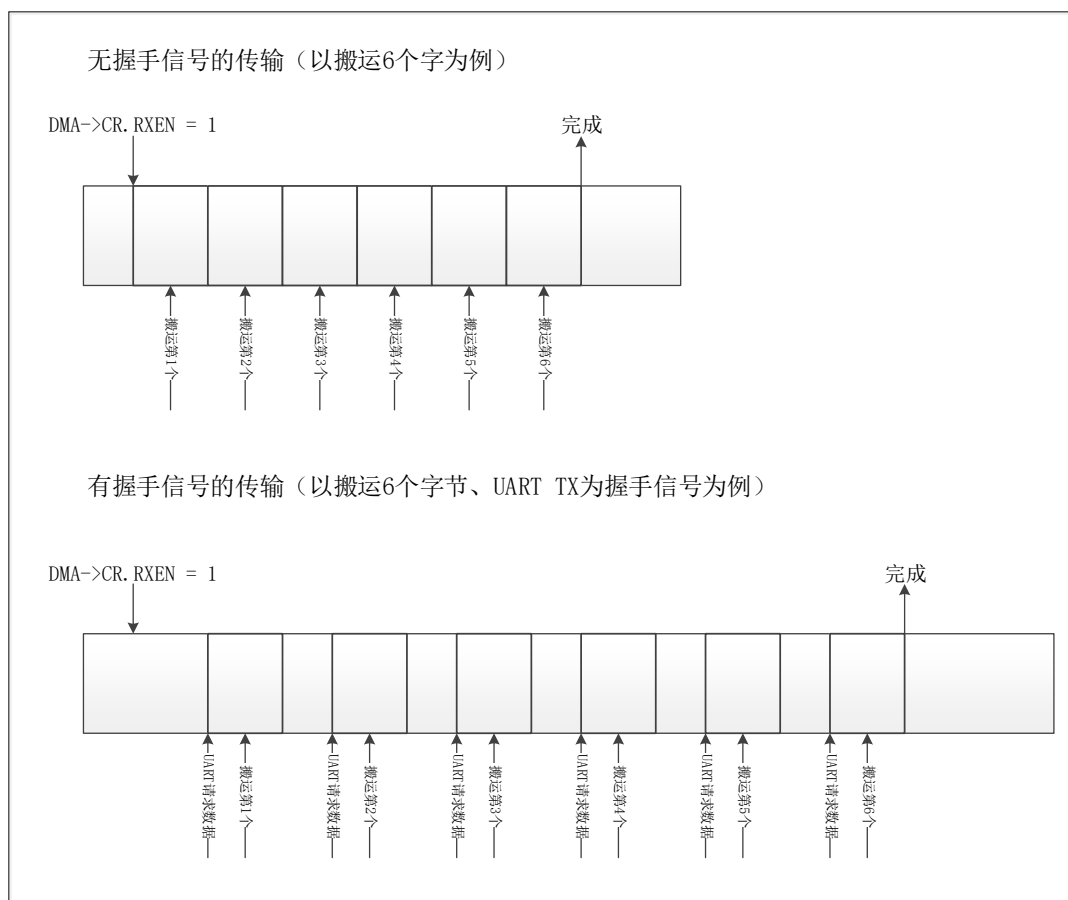 无握手信号的传输（以搬运6个字为例）
DMA->CR.RXEN = 1
完成
搬运第1个
搬运第2个
搬运第3个
搬运第4个
搬运第5个
搬运第6个
有握手信号的传输（以搬运6个字节、UART TX为握手信号为例）
DMA->CR.RXEN = 1
完成
UART请求数据
搬运第1个
UART请求数据
搬运第2个
UART请求数据
搬运第3个
UART请求数据
搬运第4个
UART请求数据
搬运第5个
UART请求数据
搬运第6个